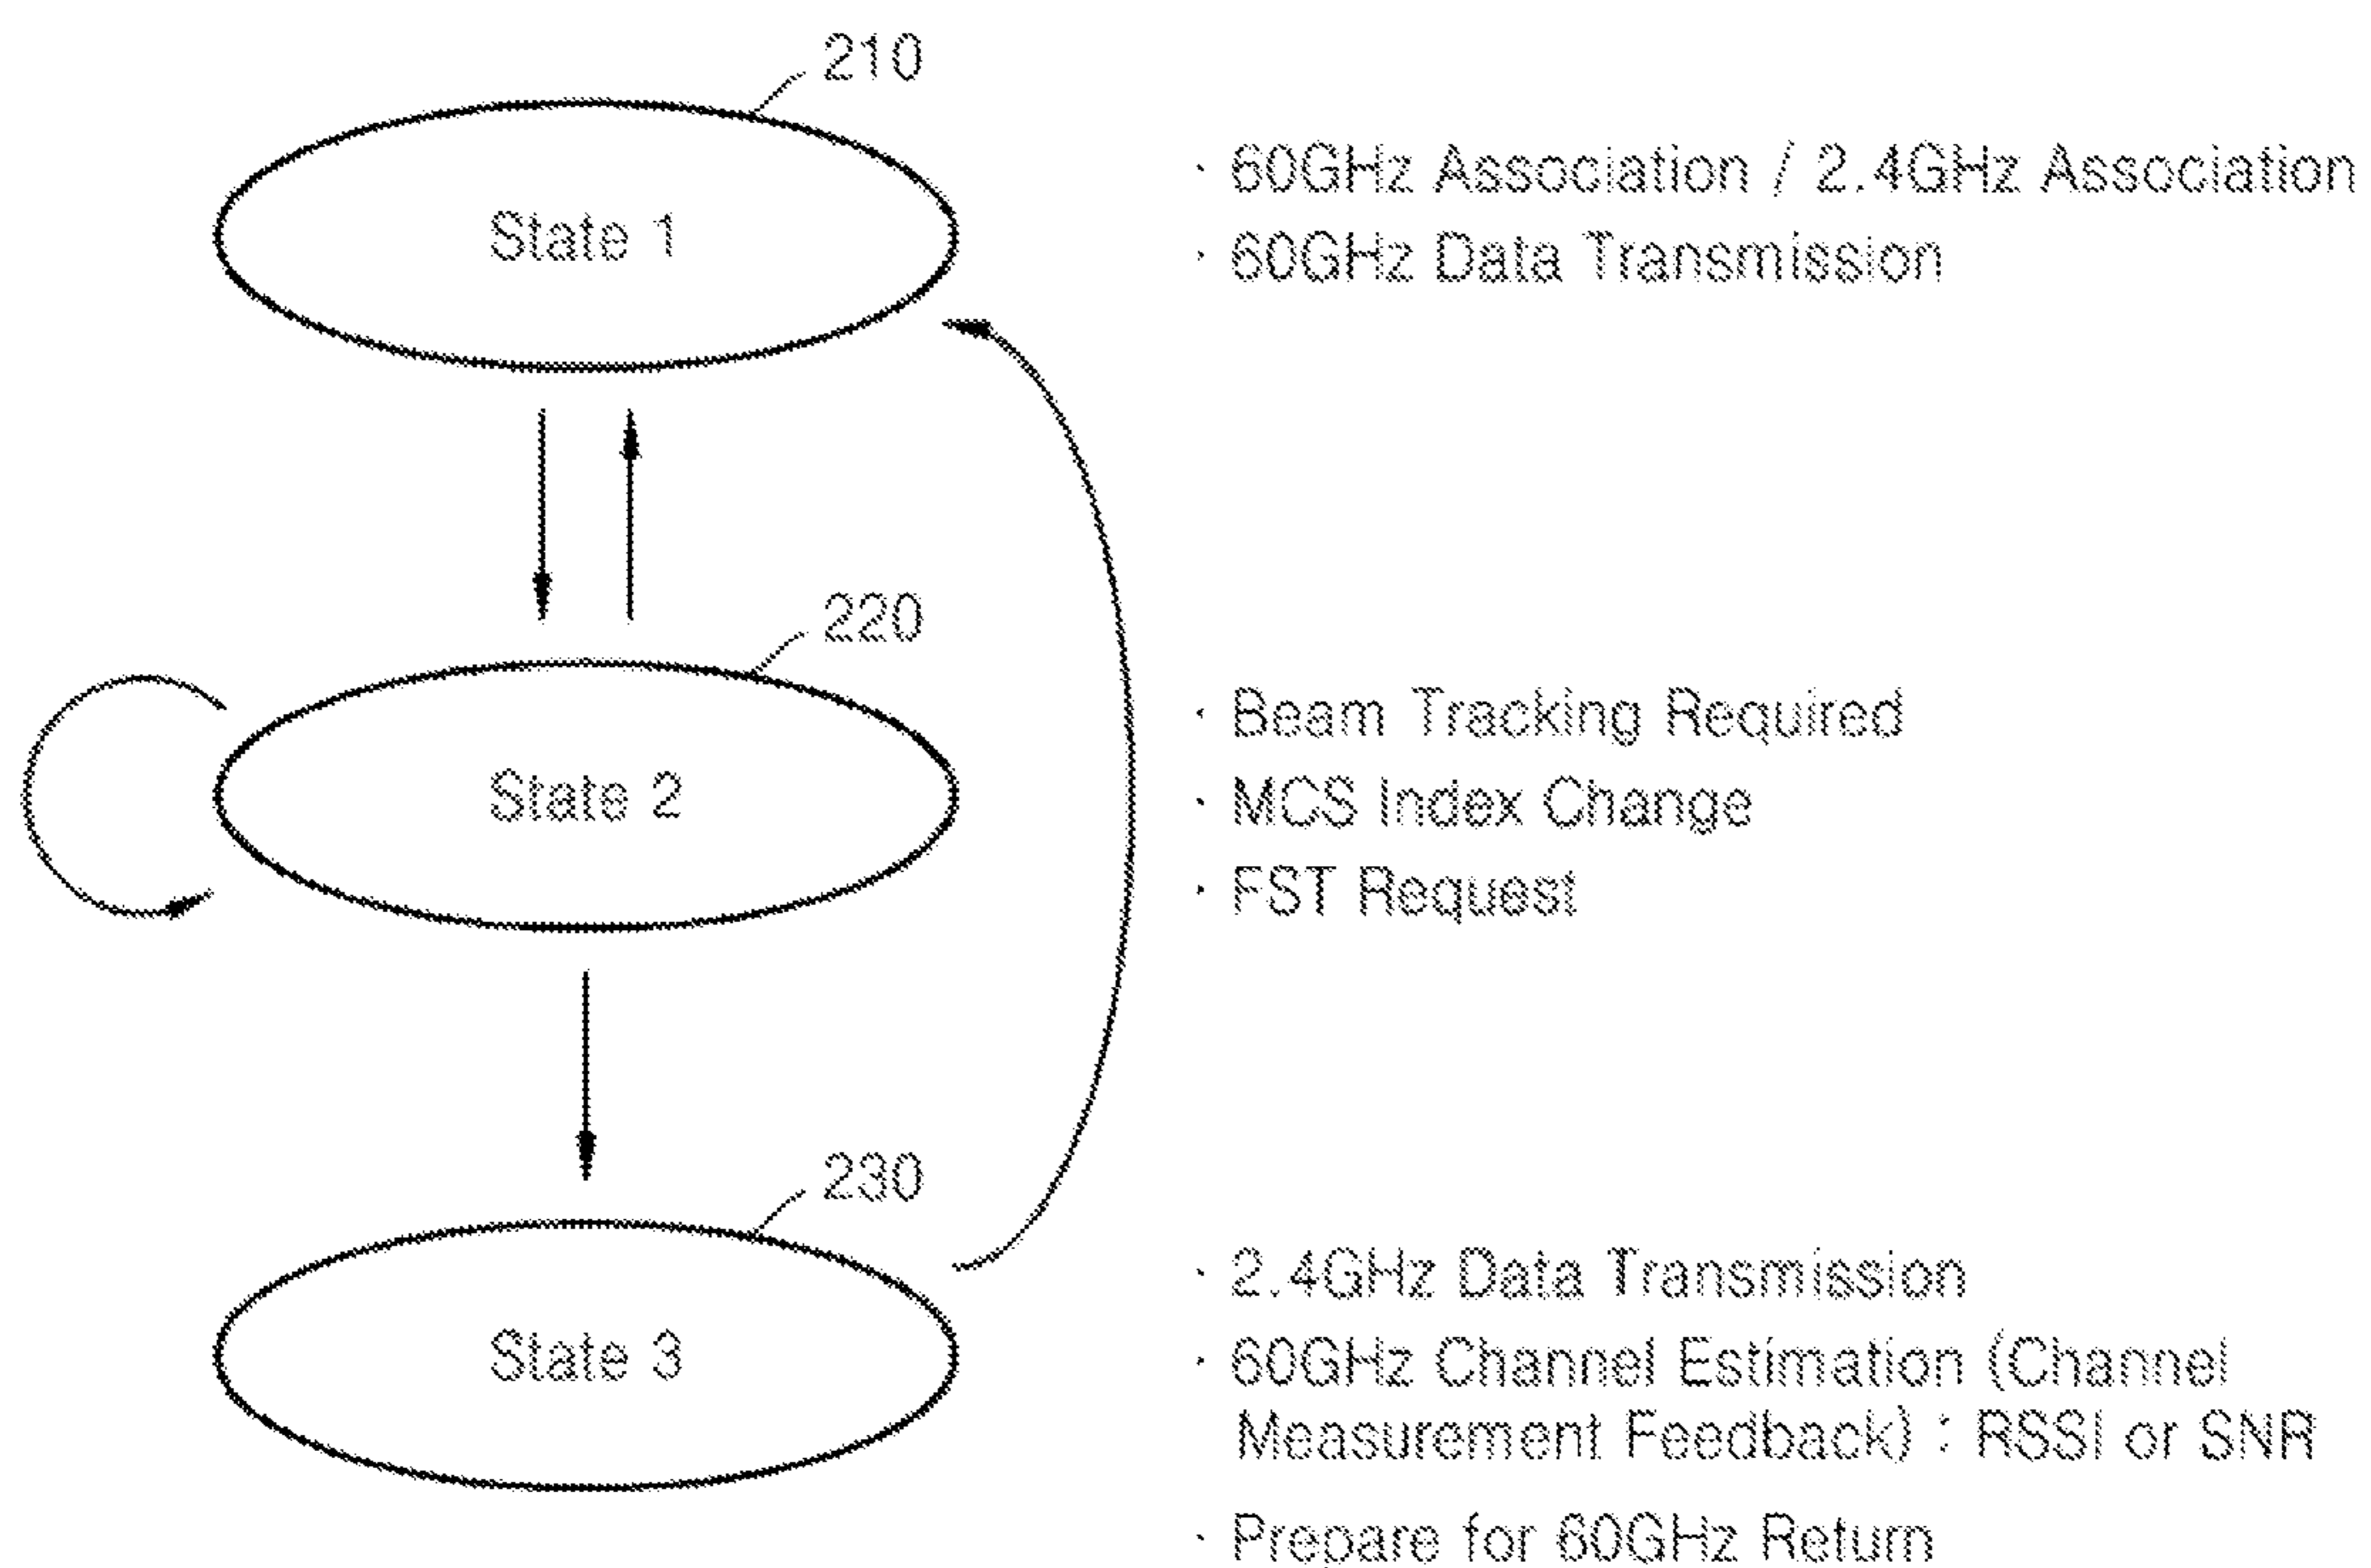 210
State 1
· 60GHz Association / 2.4GHz Association
· 60GHz Data Transmission
220
State 2
· Beam Tracking Required
· MCS Index Change
· FST Request
230
State 3
· 2.4GHz Data Transmission
· 60GHz Channel Estimation (Channel
Measurement Feedback) : RSSI or SNR
· Prepare for 60GHz Return